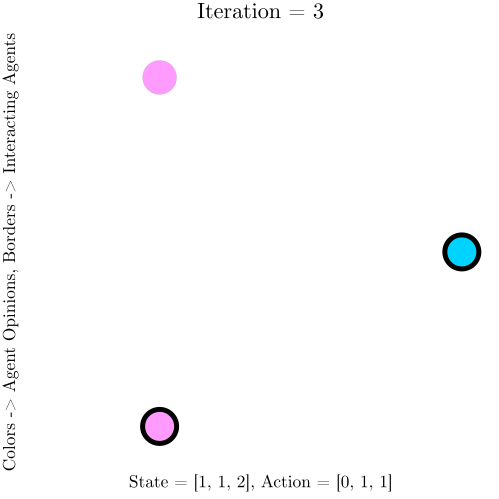 Iteration = 3
Colors -> Agent Opinions, Borders -> Interacting Agents
State = [1, 1, 2], Action = [0, 1, 1]